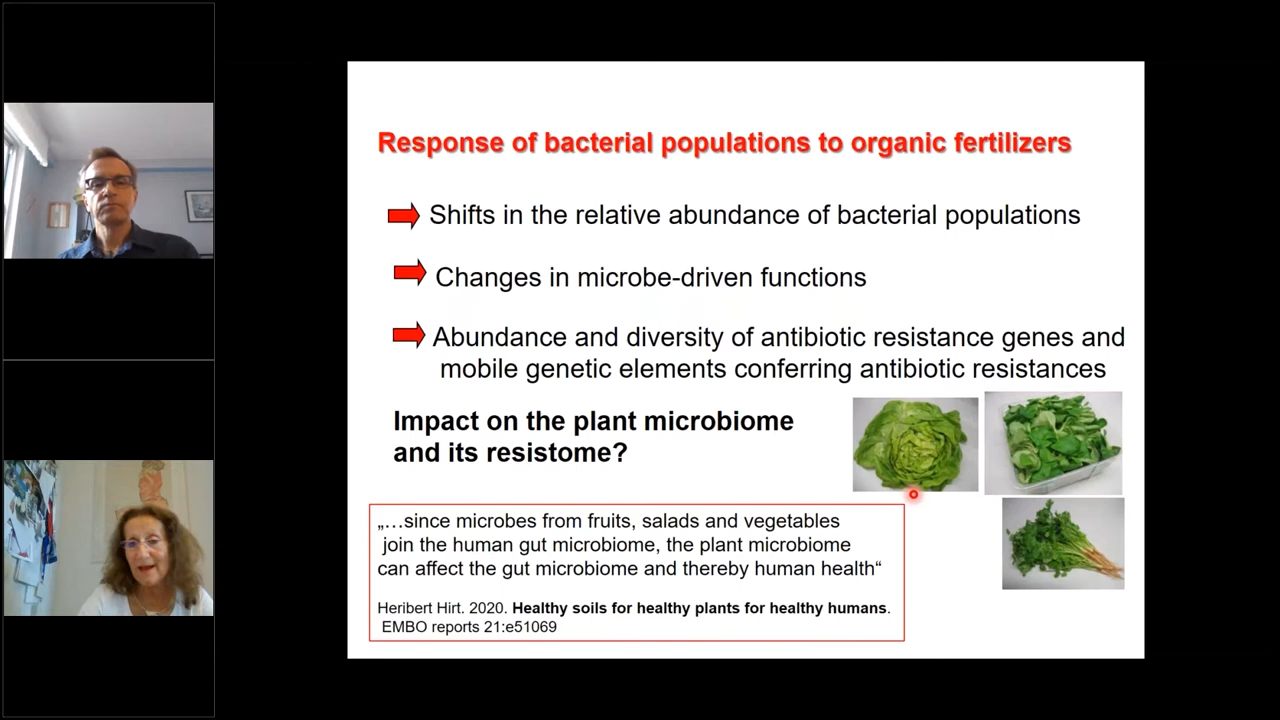 Response of bacterial populations to organic fertilizers
Shifts in the relative abundance of bacterial populations
Changes in microbe-driven functions
Abundance and diversity of antibiotic resistance genes and
mobile genetic elements conferring antibiotic resistances
Impact on the plant microbiome
and its resistome?
„…since microbes from fruits, salads and vegetables
join the human gut microbiome, the plant microbiome
can affect the gut microbiome and thereby human health“
Heribert Hirt. 2020. Healthy soils for healthy plants for healthy humans.
EMBO reports 21:e51069